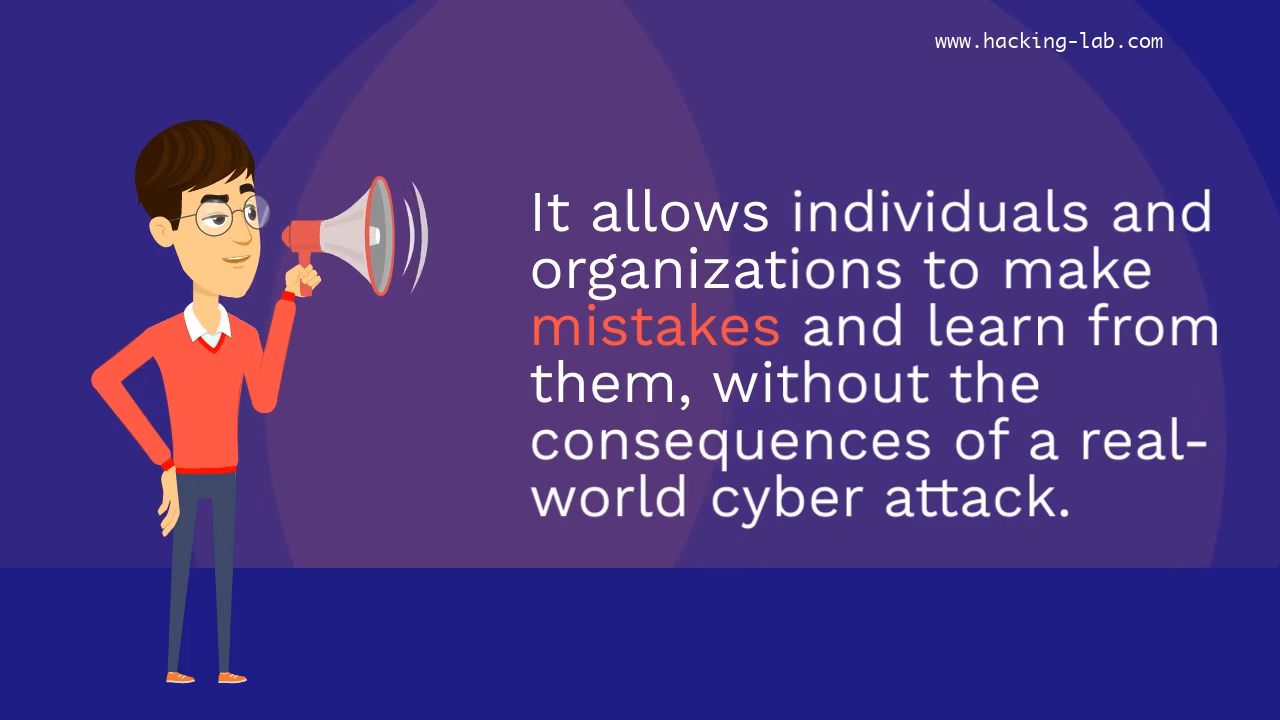 www.hacking-lab.com
It allows individuals and
organizations to make
mistakes and learn from
them, without the
consequences of a real-
world cyber attack.